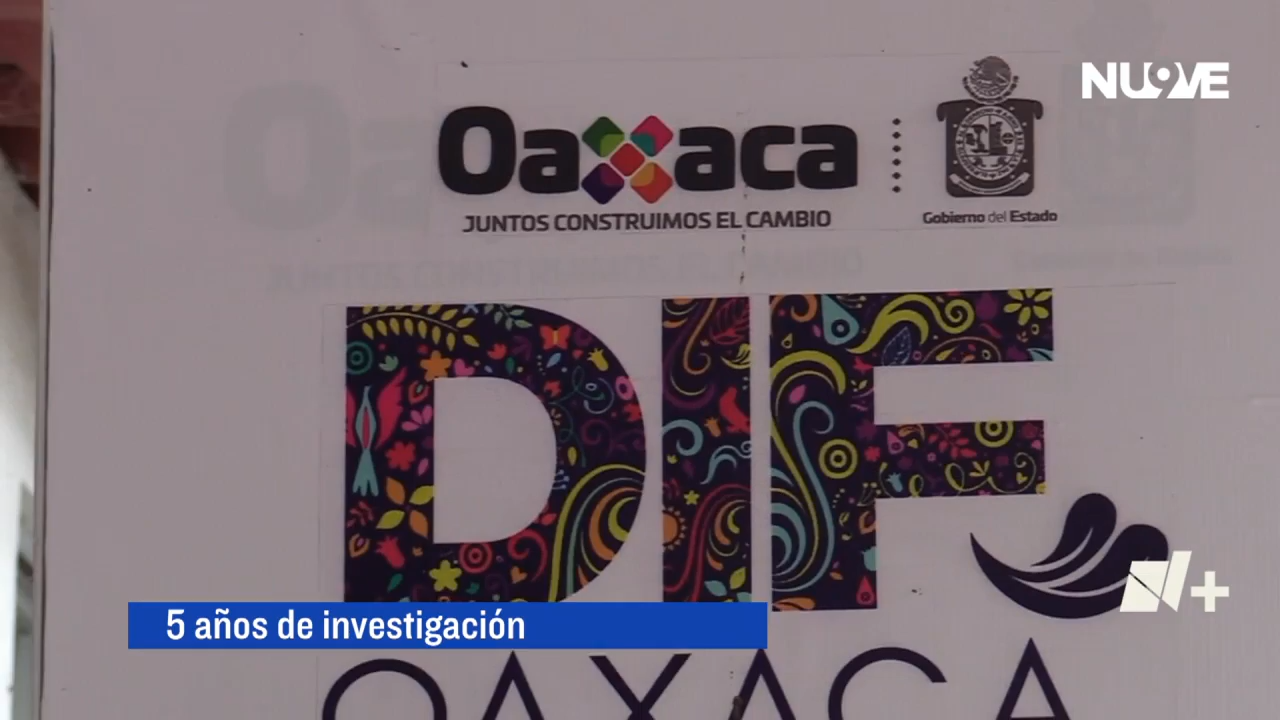 NU9VE
Oaxaca
JUNTOS CONSTRUIMOS EL CAMBIO
Gobierno del Estado
DIF
N+
5 años de investigación
OAXACA